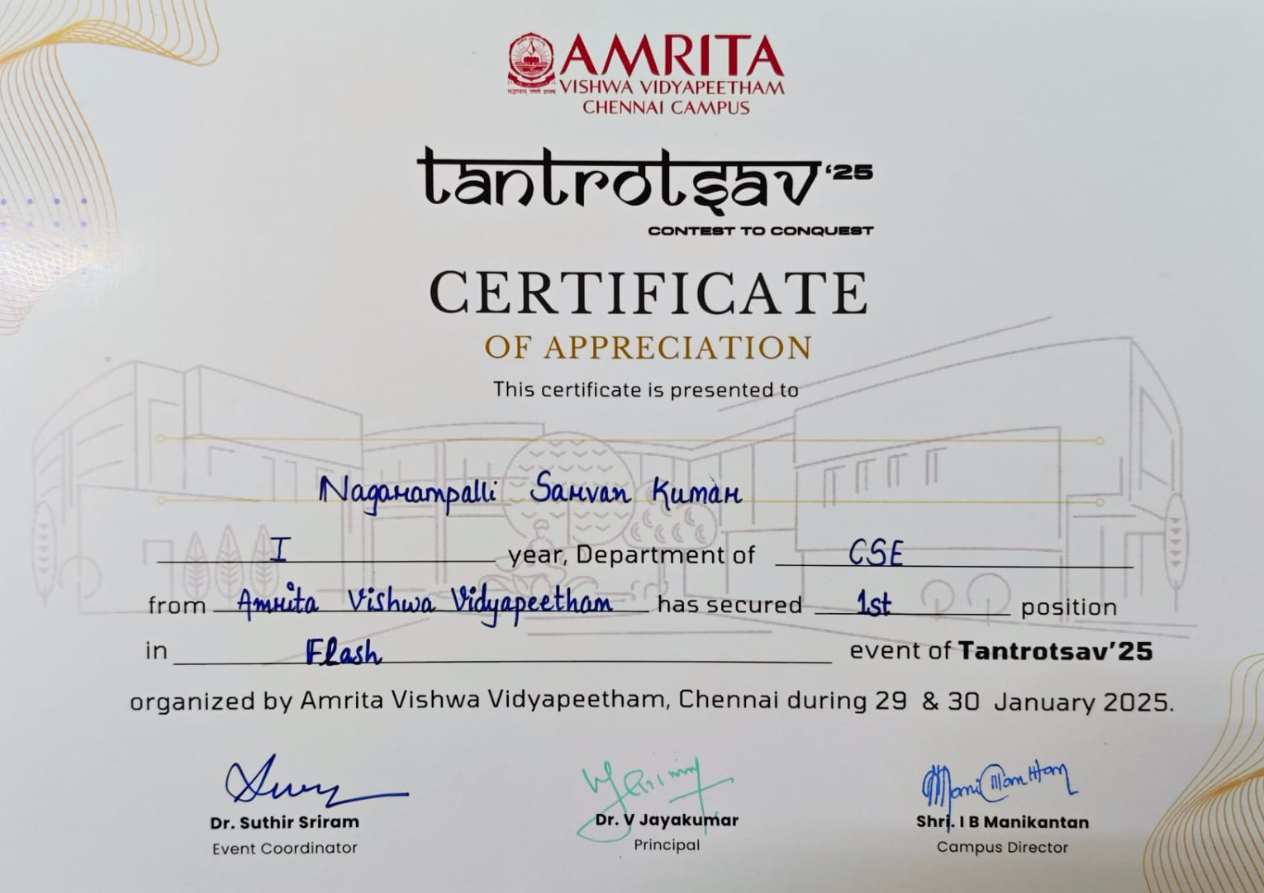 AMRITA
VISHWA VIDYAPEETHAM
CHENNAI CAMPUS
tantrotsav '25
CONTEST TO CONQUEST
CERTIFICATE
OF APPRECIATION
This certificate is presented to
Nagarampalli Sarvan Kumar
I year, Department of CSE
from Amrita Vishwa Vidyapeetham has secured 1st position
in Flash event of Tantrotsav'25
organized by Amrita Vishwa Vidyapeetham, Chennai during 29 & 30 January 2025.
Dr. Suthir Sriram Dr. V Jayakumar Shri. I B Manikantan
Event Coordinator Principal Campus Director